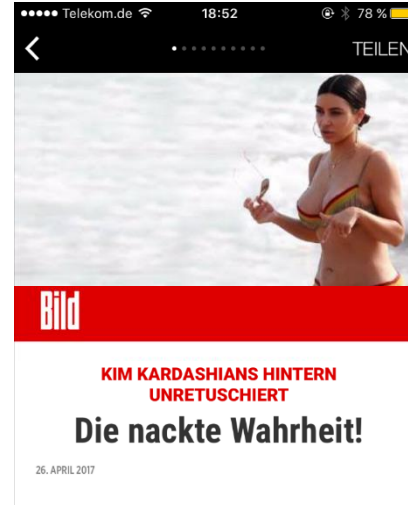 Telekom.de 18:52 78 %
TEILEN
Bild
KIM KARDASHIANS HINTERN
UNRETUSCHIERT
Die nackte Wahrheit!
26. APRIL 2017